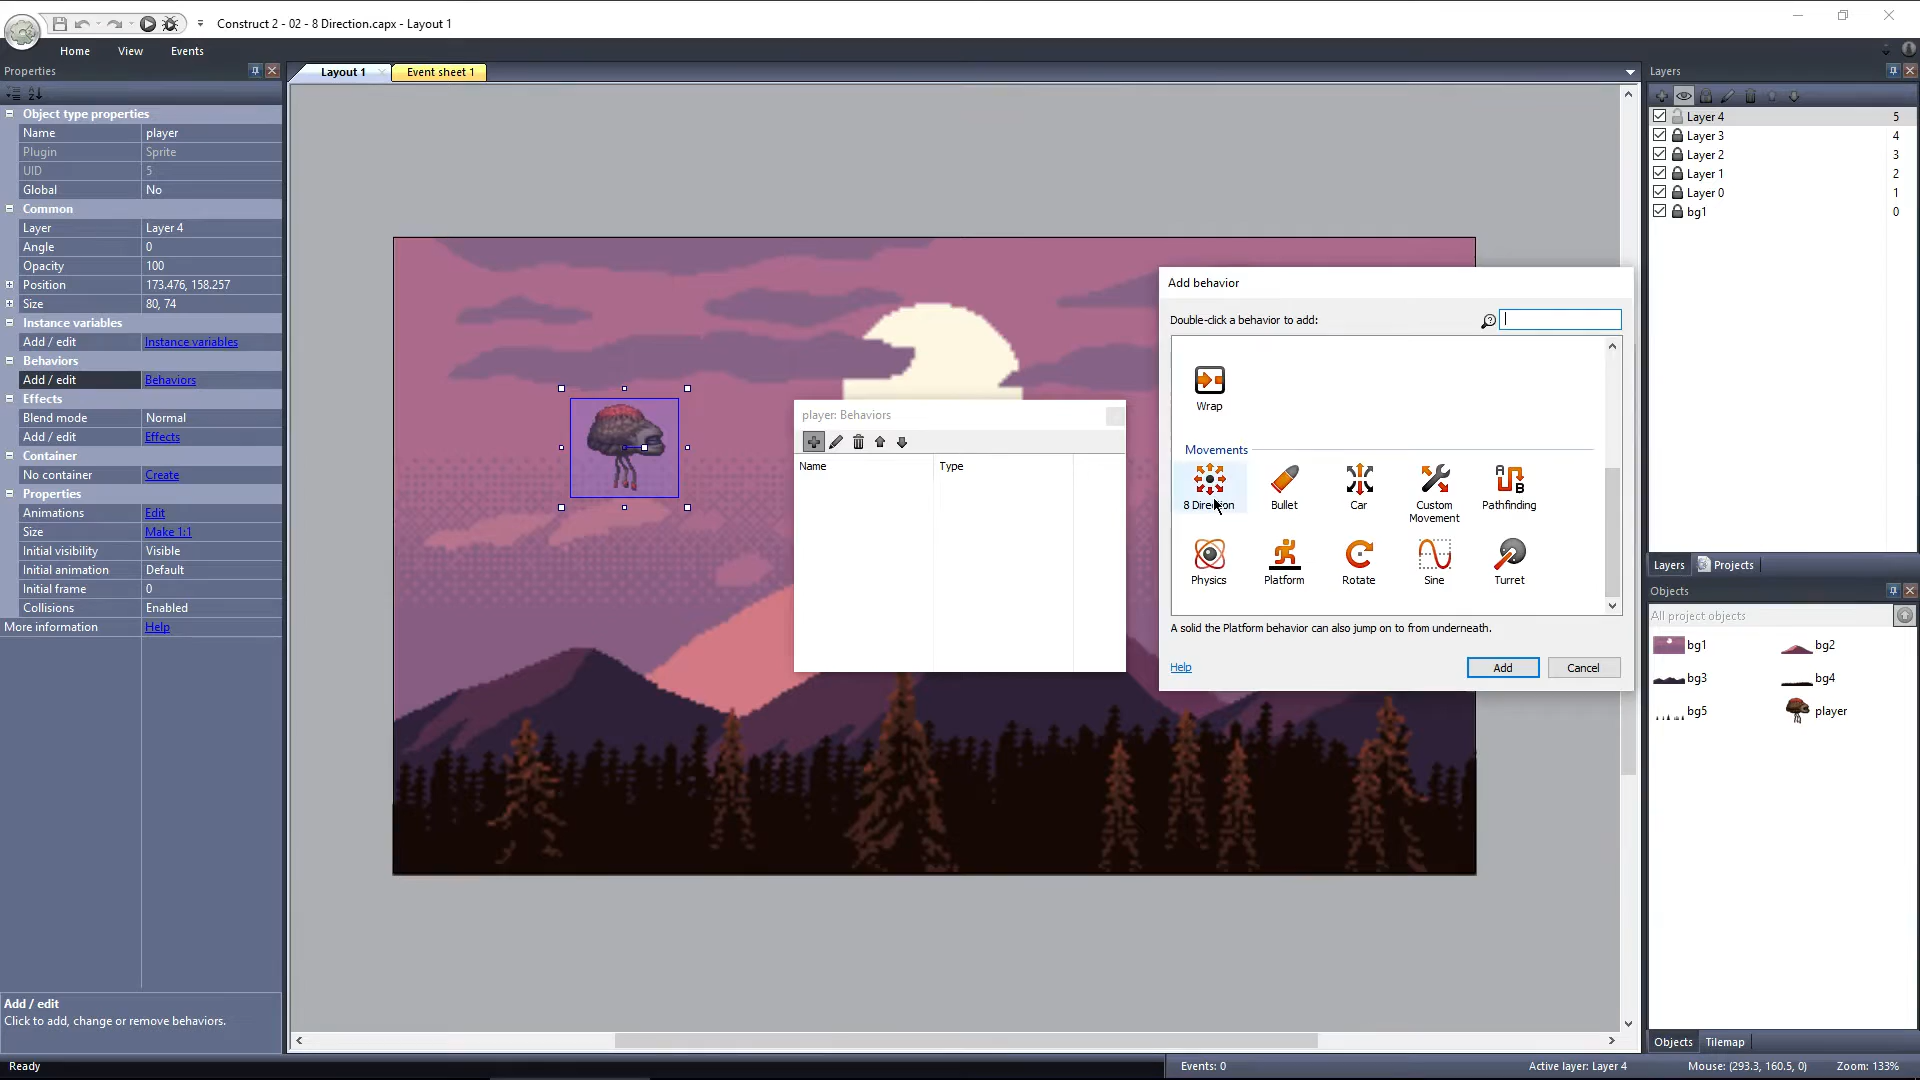 Construct 2 - 02 - 8 Direction.capx - Layout 1
Home View Events
Properties
Layout 1
Event sheet 1
Layers
Object type properties
Name player
Plugin Sprite
UID 5
Global No
Common
Layer Layer 4
Angle 0
Opacity 100
Position 173.476, 158.257
Size 80, 74
Instance variables
Add / edit Instance variables
Behaviors
Add / edit Behaviors
Effects
Blend mode Normal
Add / edit Effects
Container
No container Create
Properties
Animations Edit
Size Make 1:1
Initial visibility Visible
Initial animation Default
Initial frame 0
Collisions Enabled
More information Help
Add / edit
Click to add, change or remove behaviors.
player: Behaviors
Name Type
Add behavior
Double-click a behavior to add:
Wrap
Movements
8 Direction Bullet Car Custom Movement Pathfinding
Physics Platform Rotate Sine Turret
A solid the Platform behavior can also jump on to from underneath.
Help Add Cancel
Layer 4 5
Layer 3 4
Layer 2 3
Layer 1 2
Layer 0 1
bg1 0
Layers Projects
Objects
All project objects
bg1 bg2
bg3 bg4
bg5 player
Objects Tilemap
Ready Events: 0 Active layer: Layer 4 Mouse: (293.3, 160.5, 0) Zoom: 133%